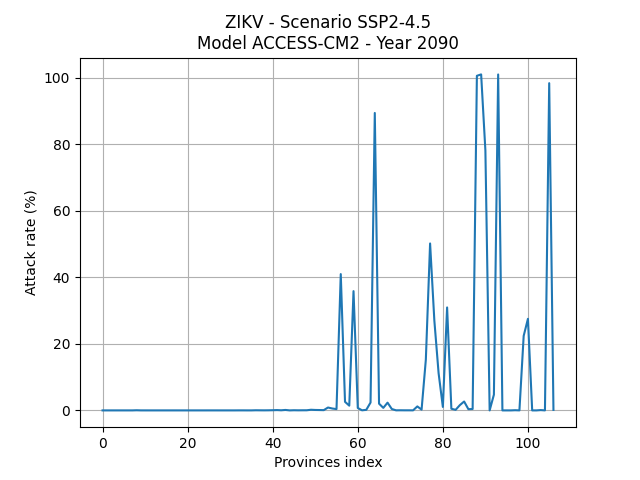 ZIKV - Scenario SSP2-4.5
Model ACCESS-CM2 - Year 2090
100
80
60
40
20
0
Attack rate (%)
0 20 40 60 80 100
Provinces index